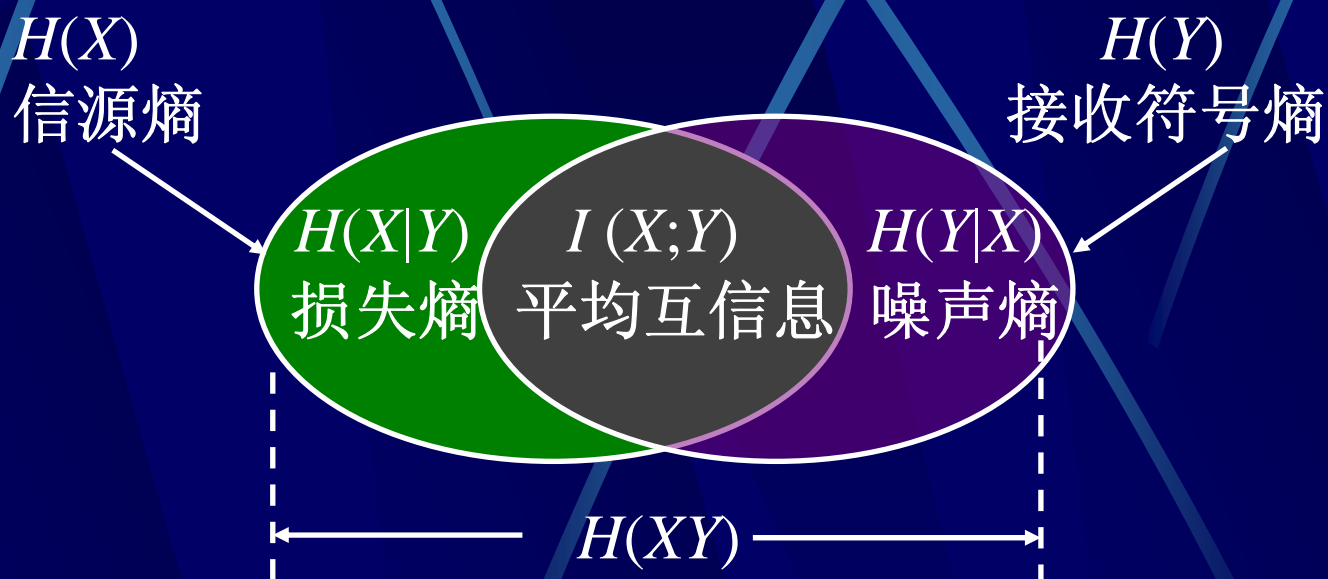 H(X)
信源熵
H(Y)
接收符号熵
H(X|Y)
损失熵
I (X;Y)
平均互信息
H(Y|X)
噪声熵
H(XY)